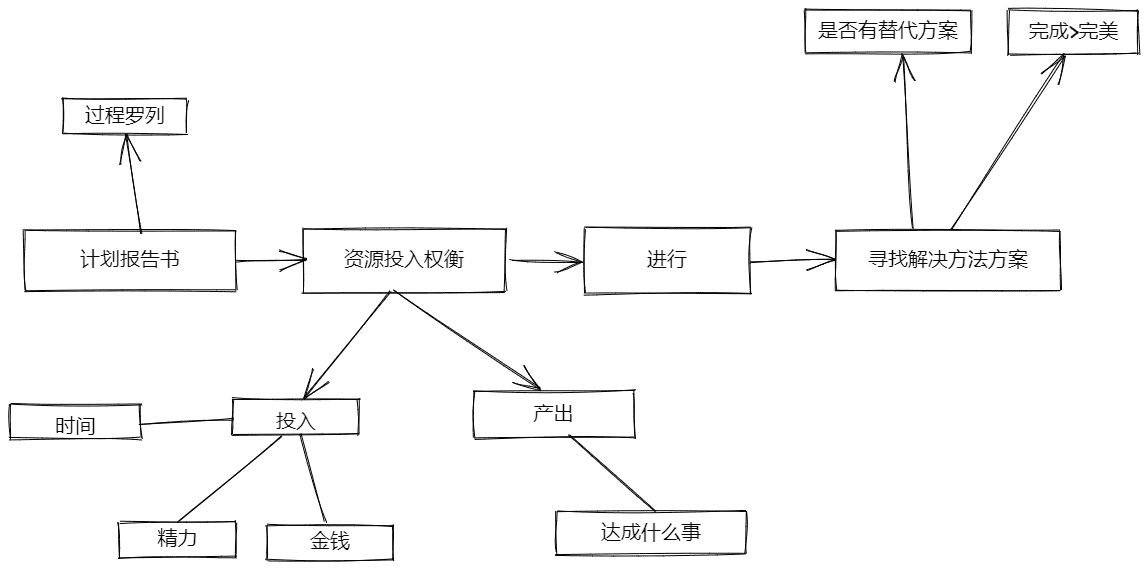 是否有替代方案
完成>完美
过程罗列
计划报告书
资源投入权衡
进行
寻找解决方法方案
投入
产出
时间
精力
金钱
达成什么事